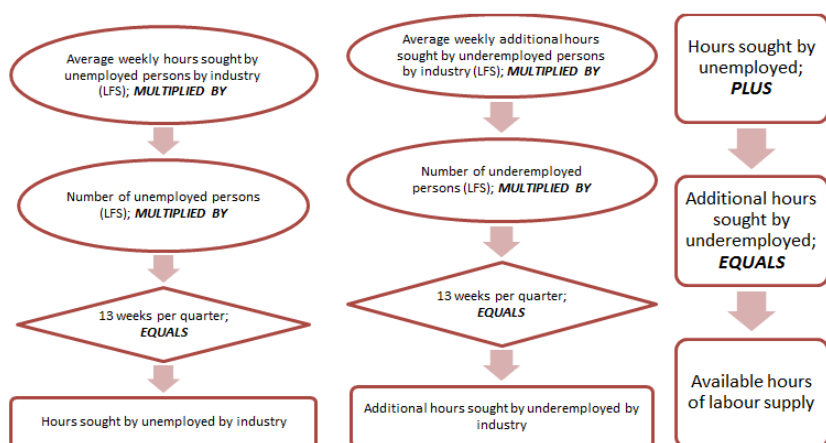 Average weekly hours sought by
unemployed persons by industry
(LFS); MULTIPLIED BY
Number of unemployed persons
(LFS); MULTIPLIED BY
13 weeks per quarter;
EQUALS
Hours sought by unemployed by industry
Average weekly additional hours
sought by underemployed persons
by industry (LFS); MULTIPLIED BY
Number of underemployed
persons (LFS); MULTIPLIED BY
13 weeks per quarter;
EQUALS
Additional hours sought by underemployed by
industry
Hours sought by
unemployed;
PLUS
Additional hours
sought by
underemployed;
EQUALS
Available hours
of labour supply